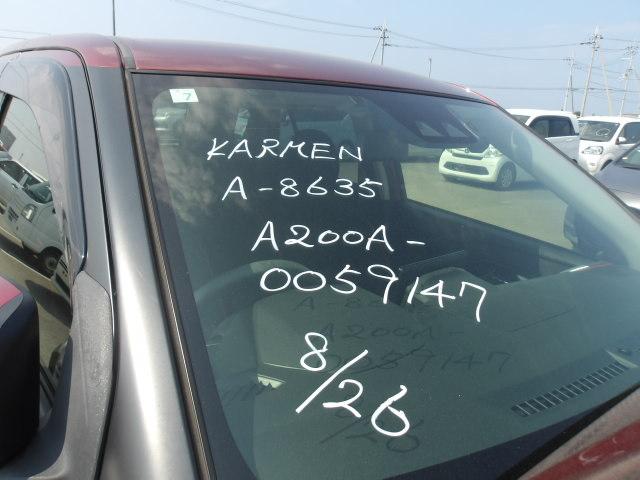 7
KARMEN
A-8635
A200A-
0059147
8/26